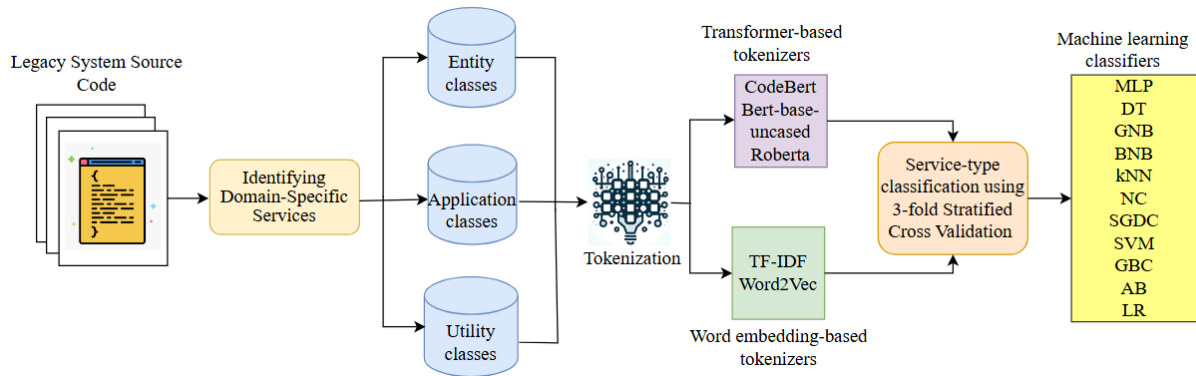 Legacy System Source
Code
Identifying
Domain-Specific
Services
Entity
classes
Application
classes
Utility
classes
Tokenization
Transformer-based
tokenizers
CodeBert
Bert-base-
uncased
Roberta
TF-IDF
Word2Vec
Word embedding-based
tokenizers
Service-type
classification using
3-fold Stratified
Cross Validation
Machine learning
classifiers
MLP
DT
GNB
BNB
kNN
NC
SGDC
SVM
GBC
AB
LR